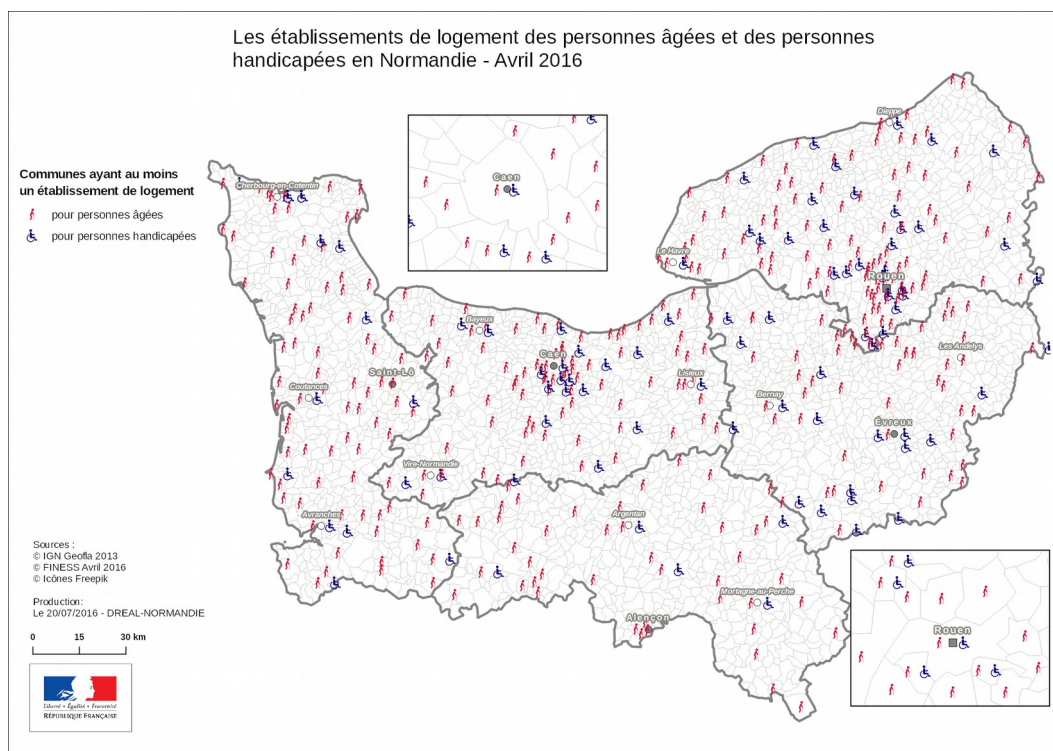 Les établissements de logement des personnes âgées et des personnes
handicapées en Normandie - Avril 2016
Communes ayant au moins
un établissement de logement
pour personnes âgées
pour personnes handicapées
Caen
Dieppe
Cherbourg-en-Cotentin
Le Havre
Rouen
Bayeux
Caen
Les Andelys
Saint-Lô
Lisieux
Coutances
Bernay
Évreux
Vire-Normandie
Avranches
Argentan
Mortagne-au-Perche
Alençon
Rouen
Sources :
© IGN Geofla 2013
© FINESS Avril 2016
© Icônes Freepik
Production:
Le 20/07/2016 - DREAL-NORMANDIE
0 15 30 km
Liberté • Égalité • Fraternité
RÉPUBLIQUE FRANÇAISE